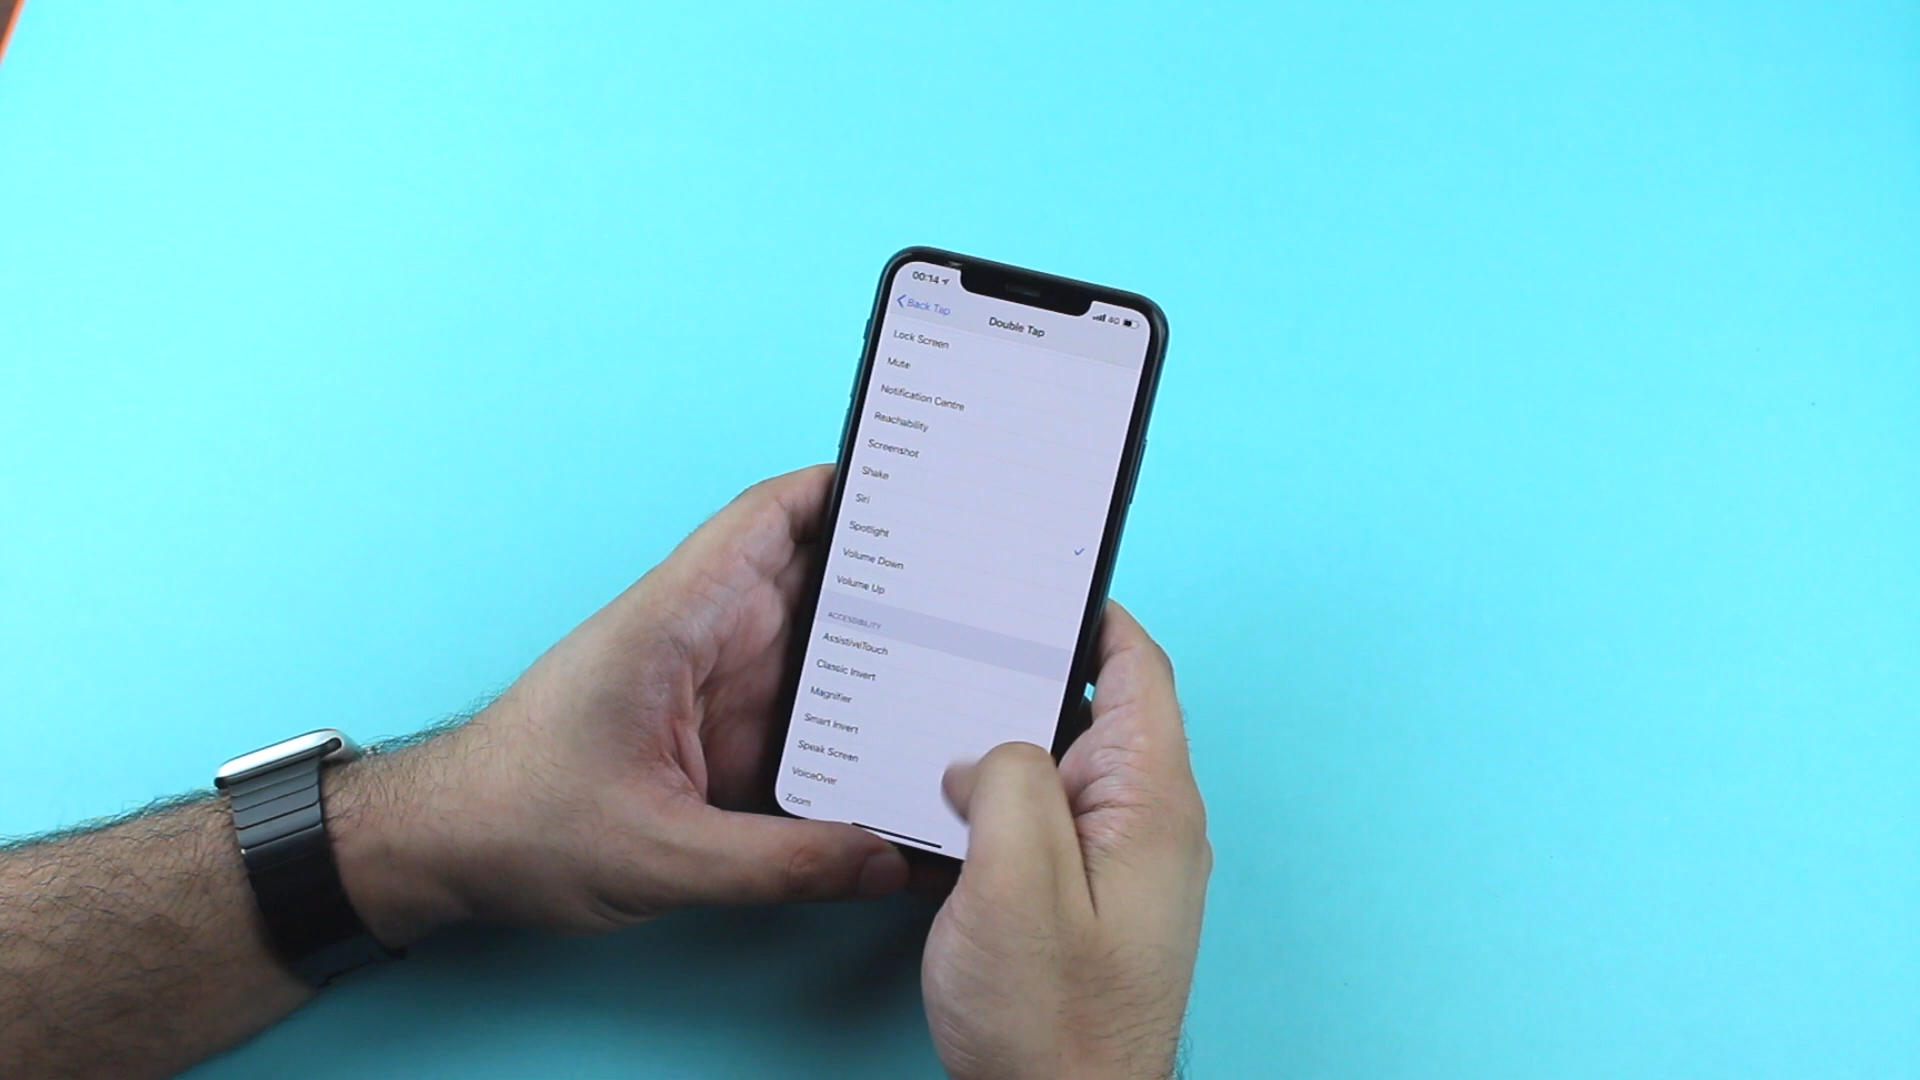 00:14
Back Tap
Double Tap
4G
Lock Screen
Mute
Notification Centre
Reachability
Screenshot
Shake
Siri
Spotlight
Volume Down
Volume Up
ACCESSIBILITY
AssistiveTouch
Classic Invert
Magnifier
Smart Invert
Speak Screen
VoiceOver
Zoom